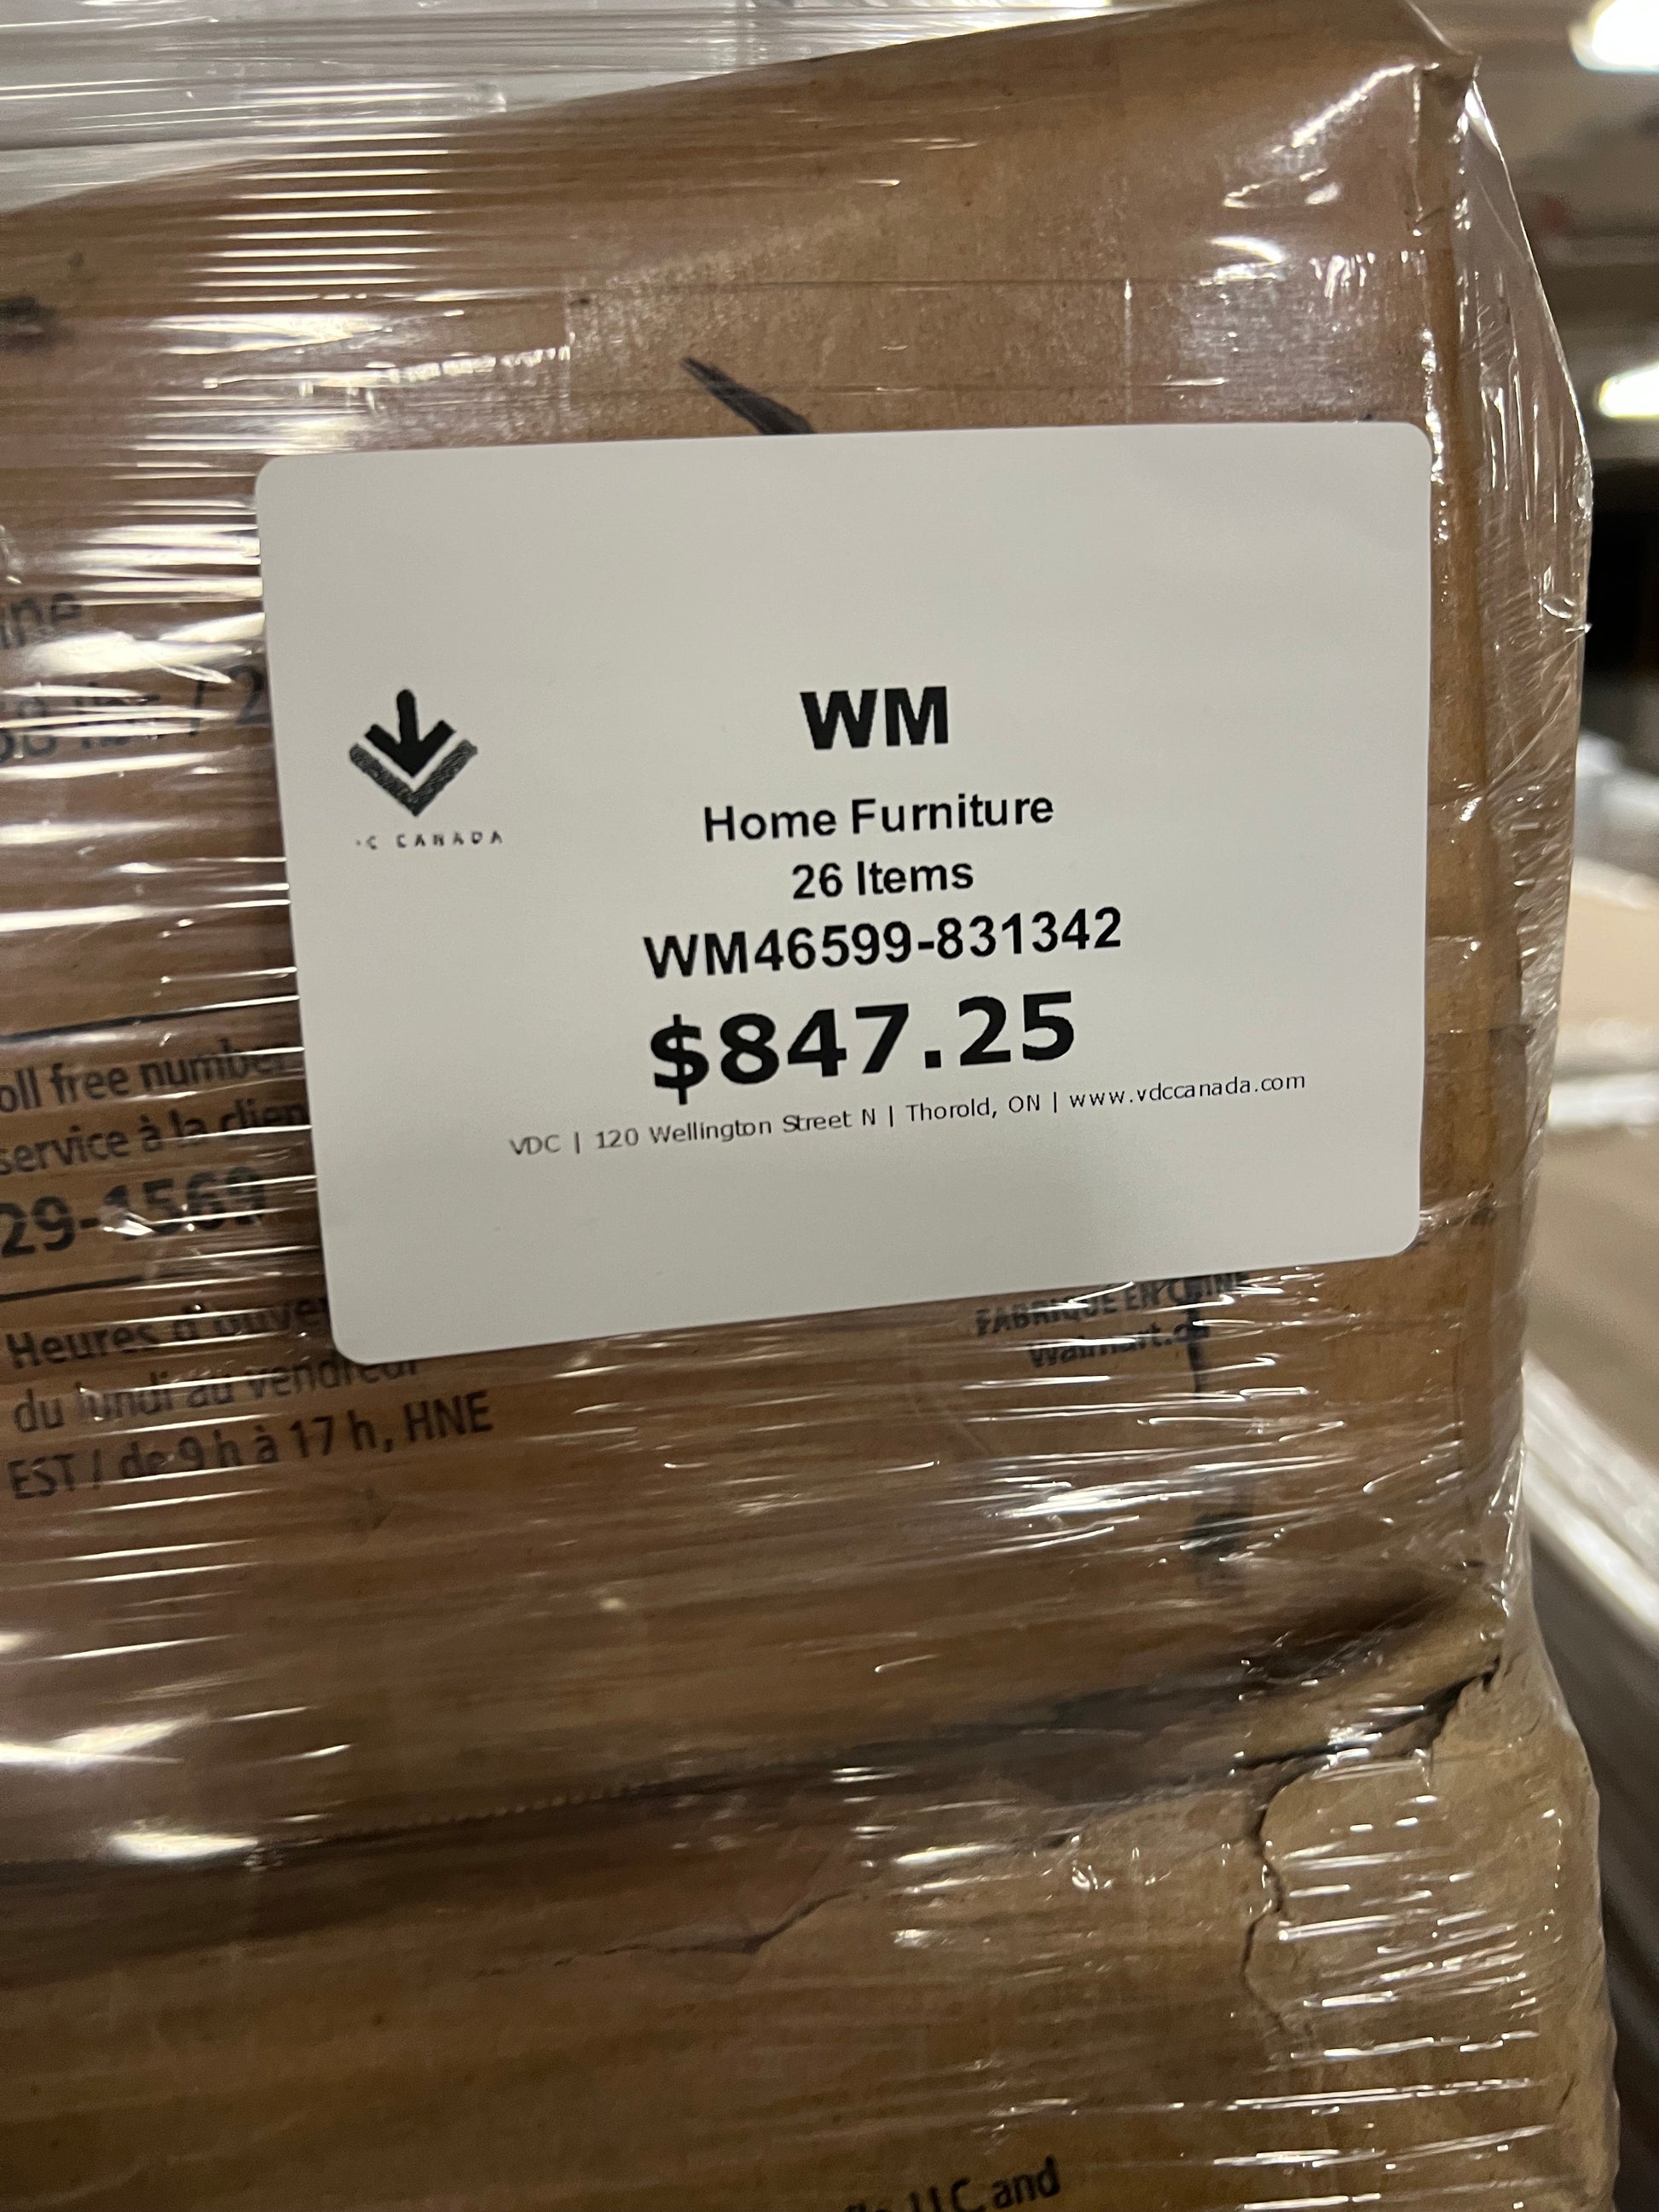 WM
Home Furniture
26 Items
WM46599-831342
$847.25
VDC | 120 Wellington Street N | Thorold, ON | www.vdccanada.com
C CANADA
oll free number
service à la clien
29-1569
Heures d'ouver
du lundi au vendredi
EST / de 9 h à 17 h, HNE
FABRIQUÉ EN CHINE
Walmart.c
LLC and